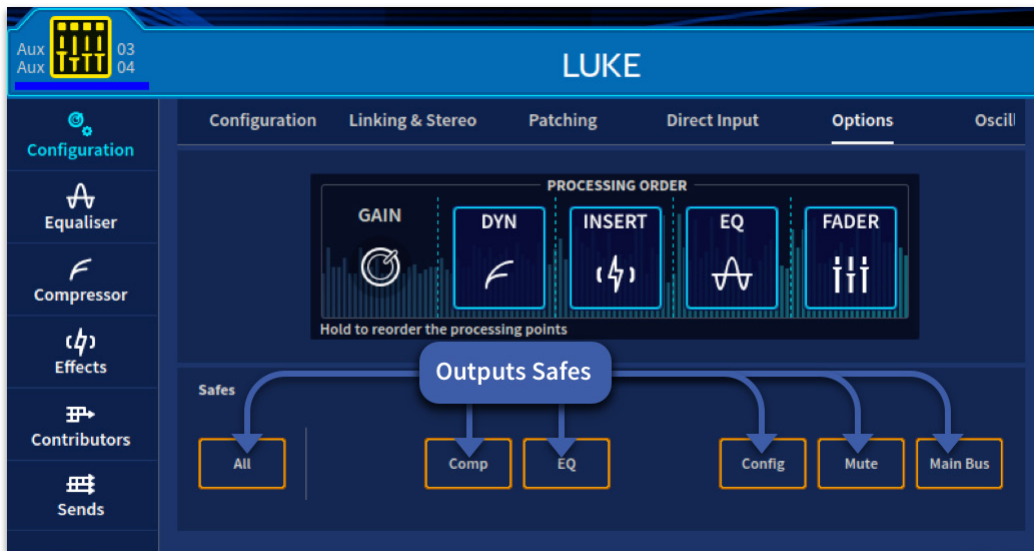 Aux 03
Aux 04
LUKE
Configuration
Equaliser
Compressor
Effects
Contributors
Sends
Configuration Linking & Stereo Patching Direct Input Options Oscill
PROCESSING ORDER
GAIN DYN INSERT EQ FADER
Hold to reorder the processing points
Outputs Safes
Safes
All Comp EQ Config Mute Main Bus